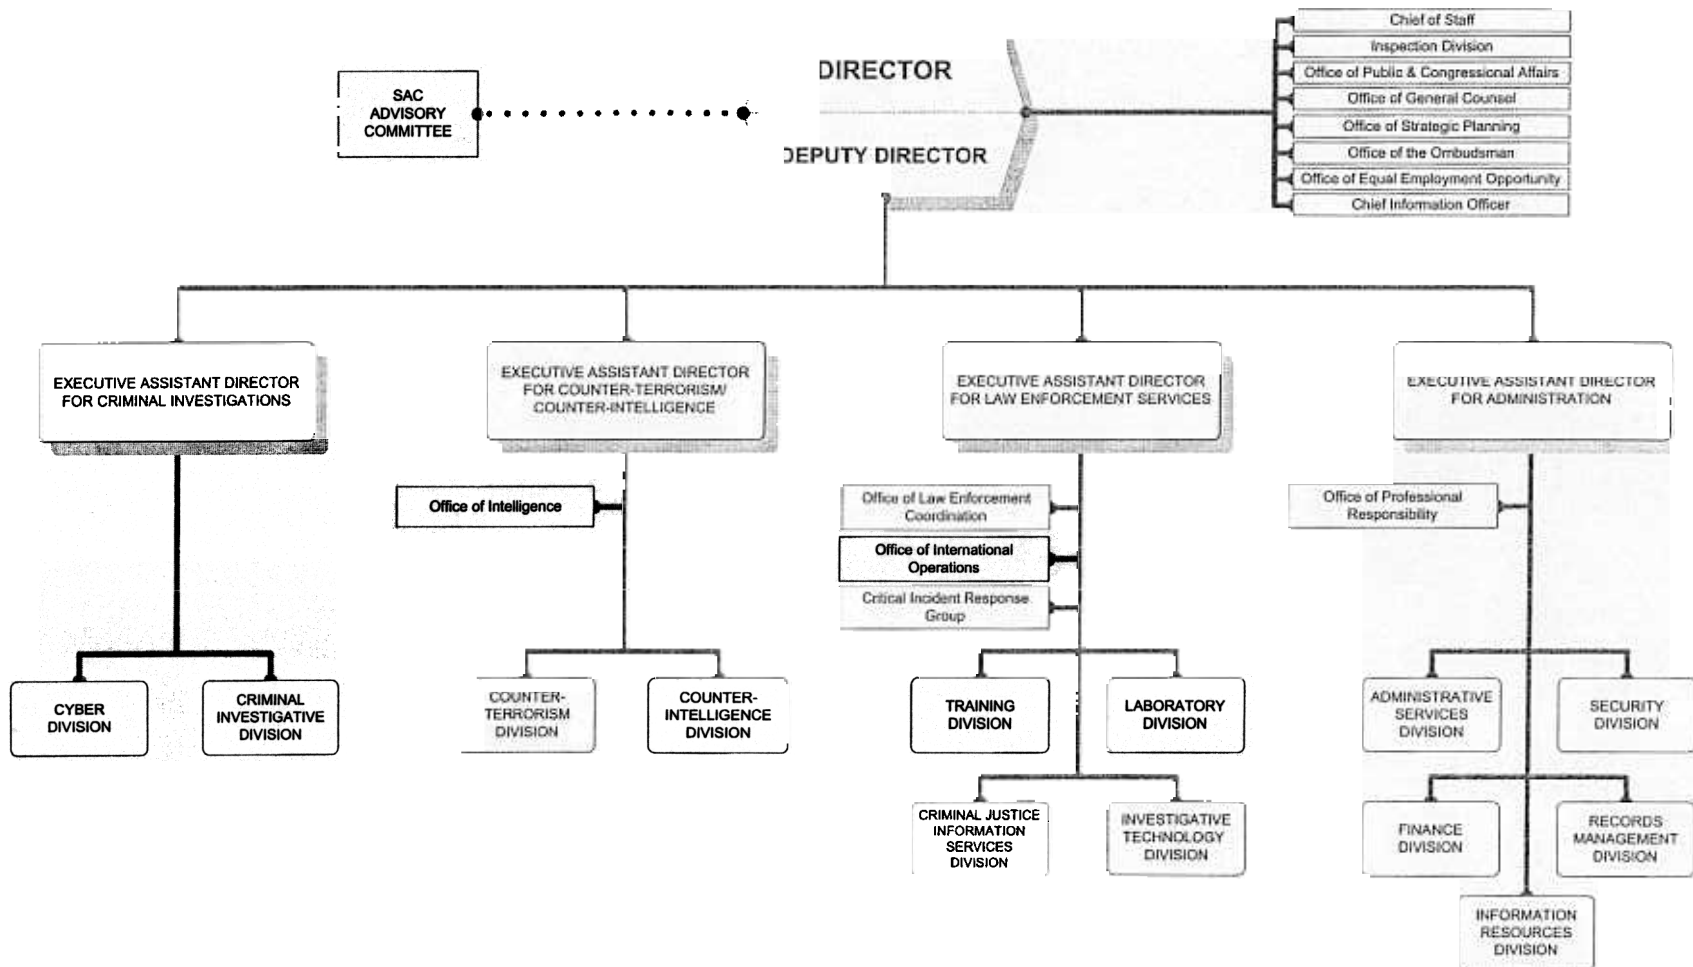 SAC
ADVISORY
COMMITTEE
DIRECTOR
DEPUTY DIRECTOR
Chief of Staff
Inspection Division
Office of Public & Congressional Affairs
Office of General Counsel
Office of Strategic Planning
Office of the Ombudsman
Office of Equal Employment Opportunity
Chief Information Officer
EXECUTIVE ASSISTANT DIRECTOR
FOR CRIMINAL INVESTIGATIONS
EXECUTIVE ASSISTANT DIRECTOR
FOR COUNTER-TERRORISM/
COUNTER-INTELLIGENCE
EXECUTIVE ASSISTANT DIRECTOR
FOR LAW ENFORCEMENT SERVICES
EXECUTIVE ASSISTANT DIRECTOR
FOR ADMINISTRATION
Office of Intelligence
Office of Law Enforcement
Coordination
Office of International
Operations
Critical Incident Response
Group
Office of Professional
Responsibility
CYBER
DIVISION
CRIMINAL
INVESTIGATIVE
DIVISION
COUNTER-
TERRORISM
DIVISION
COUNTER-
INTELLIGENCE
DIVISION
TRAINING
DIVISION
LABORATORY
DIVISION
ADMINISTRATIVE
SERVICES
DIVISION
SECURITY
DIVISION
CRIMINAL JUSTICE
INFORMATION
SERVICES
DIVISION
INVESTIGATIVE
TECHNOLOGY
DIVISION
FINANCE
DIVISION
RECORDS
MANAGEMENT
DIVISION
INFORMATION
RESOURCES
DIVISION